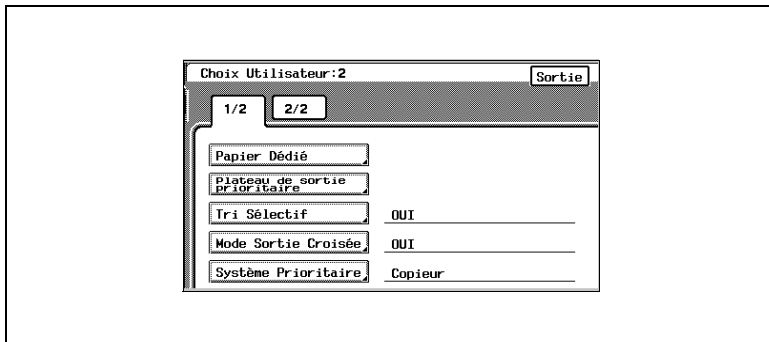 Choix Utilisateur:2
Sortie
1/2 2/2
Papier Dédié
Plateau de sortie
prioritaire
Tri Sélectif OUI
Mode Sortie Croisée OUI
Système Prioritaire Copieur